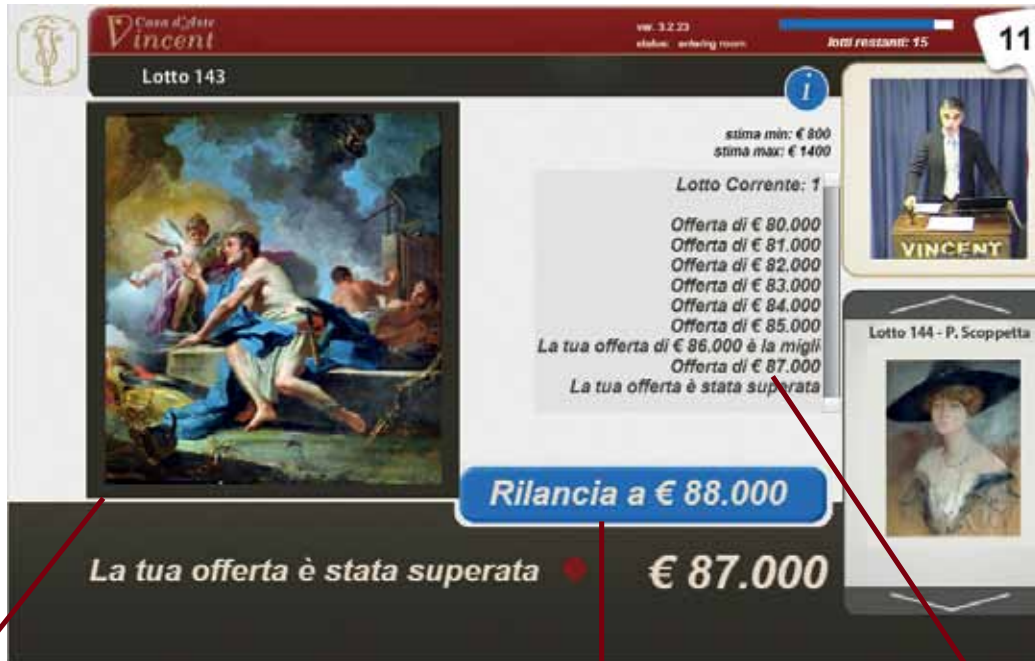 Casa d'Aste
Vincent
ver. 3.2.23
status: entering room
lotti restanti: 15
11
Lotto 143
i
stima min: € 800
stima max: € 1400
Lotto Corrente: 1
Offerta di € 80.000
Offerta di € 81.000
Offerta di € 82.000
Offerta di € 83.000
Offerta di € 84.000
Offerta di € 85.000
La tua offerta di € 86.000 è la migli
Offerta di € 87.000
La tua offerta è stata superata
VINCENT
Lotto 144 - P. Scoppetta
Rilancia a € 88.000
La tua offerta è stata superata
€ 87.000